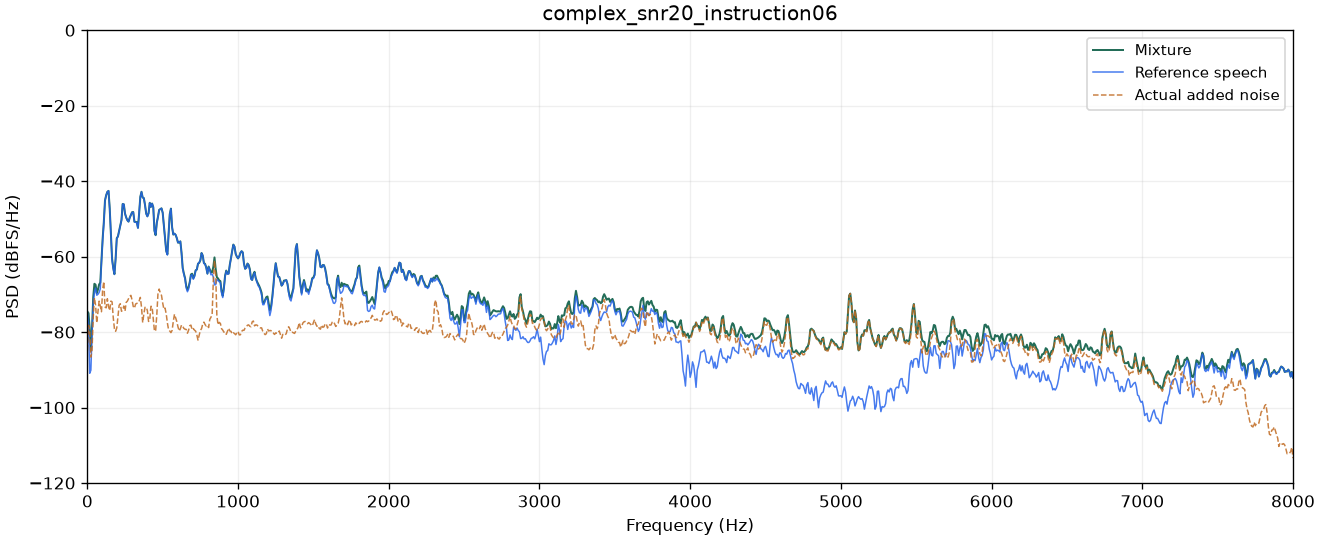 complex_snr20_instruction06
Mixture
Reference speech
Actual added noise
PSD (dBFS/Hz)
0
−20
−40
−60
−80
−100
−120
0 1000 2000 3000 4000 5000 6000 7000 8000
Frequency (Hz)